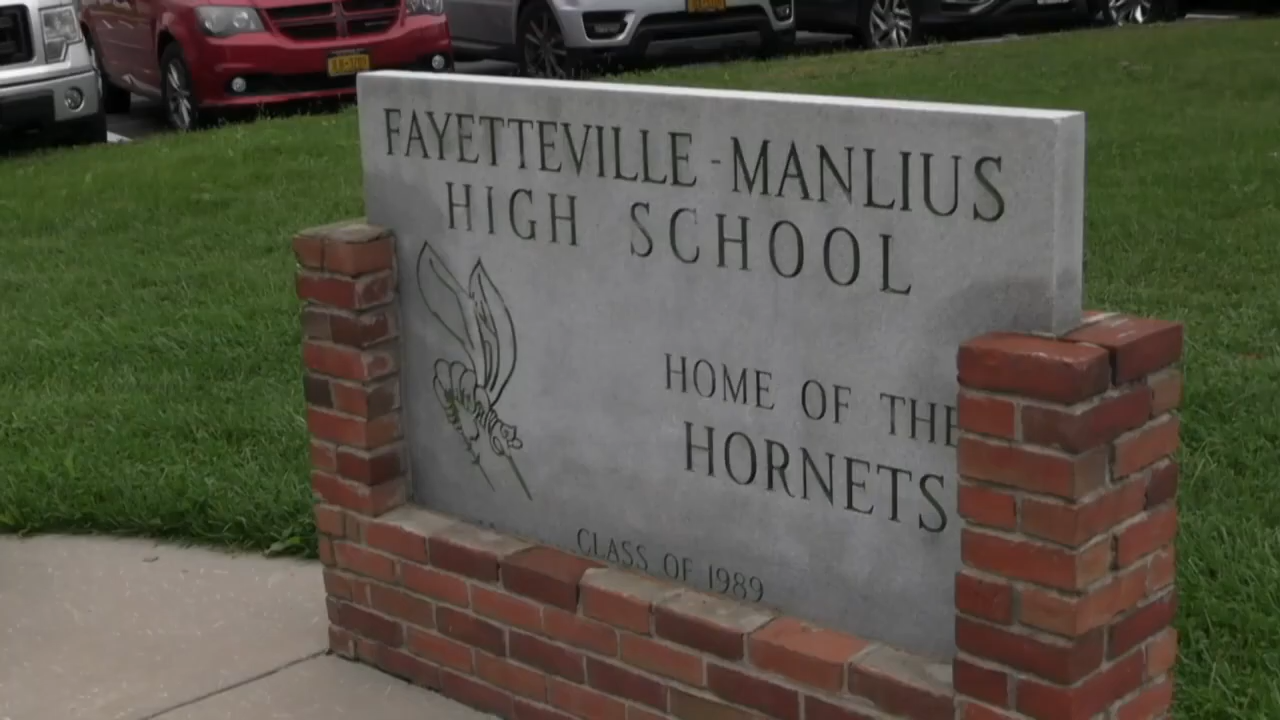 FAYETTEVILLE-MANLIUS
HIGH SCHOOL
HOME OF THE
HORNETS
CLASS OF 1989